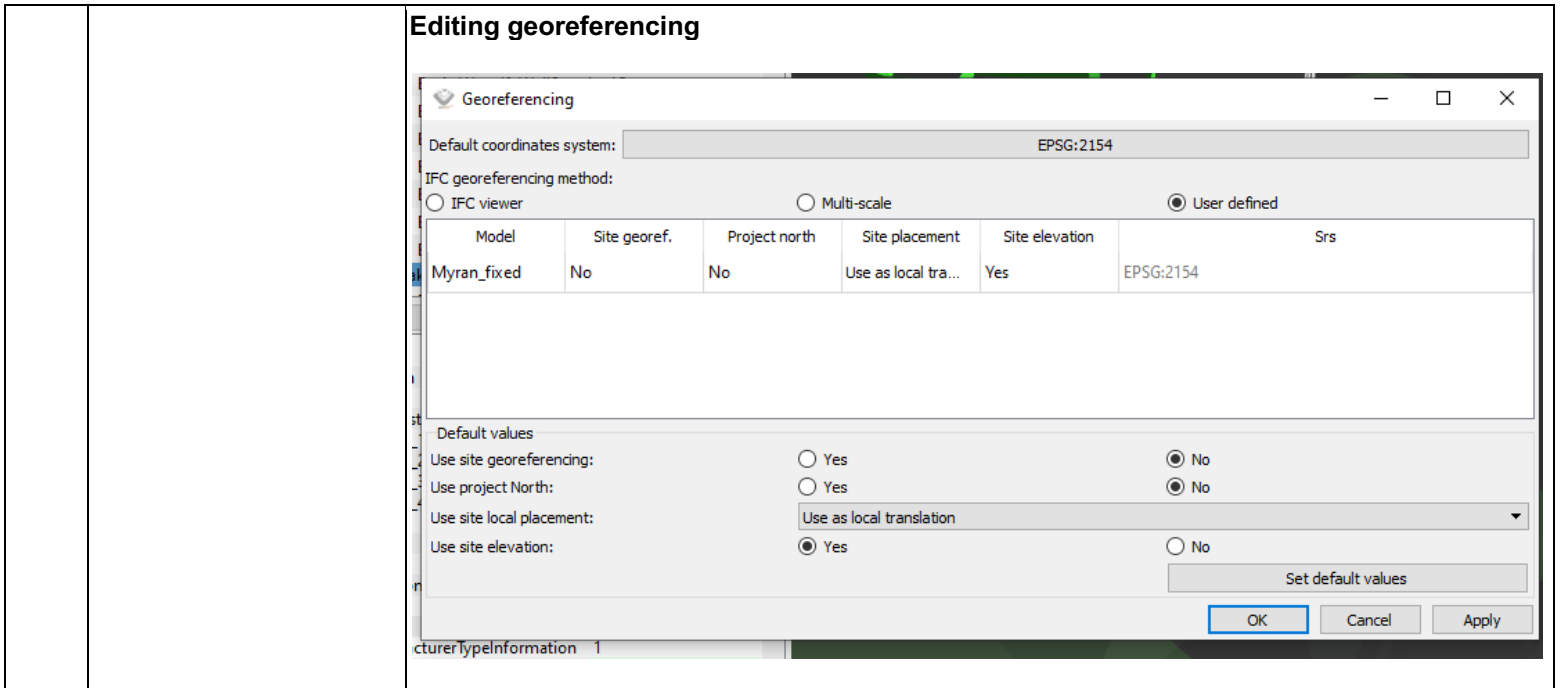 Editing georeferencing
Georeferencing
Default coordinates system: EPSG:2154
IFC georeferencing method:
IFC viewer Multi-scale User defined
Model Site georef. Project north Site placement Site elevation Srs
Myran_fixed No No Use as local tra... Yes EPSG:2154
Default values
Use site georeferencing: Yes No
Use project North: Yes No
Use site local placement: Use as local translation
Use site elevation: Yes No
Set default values
OK Cancel Apply
cturerTypeInformation 1